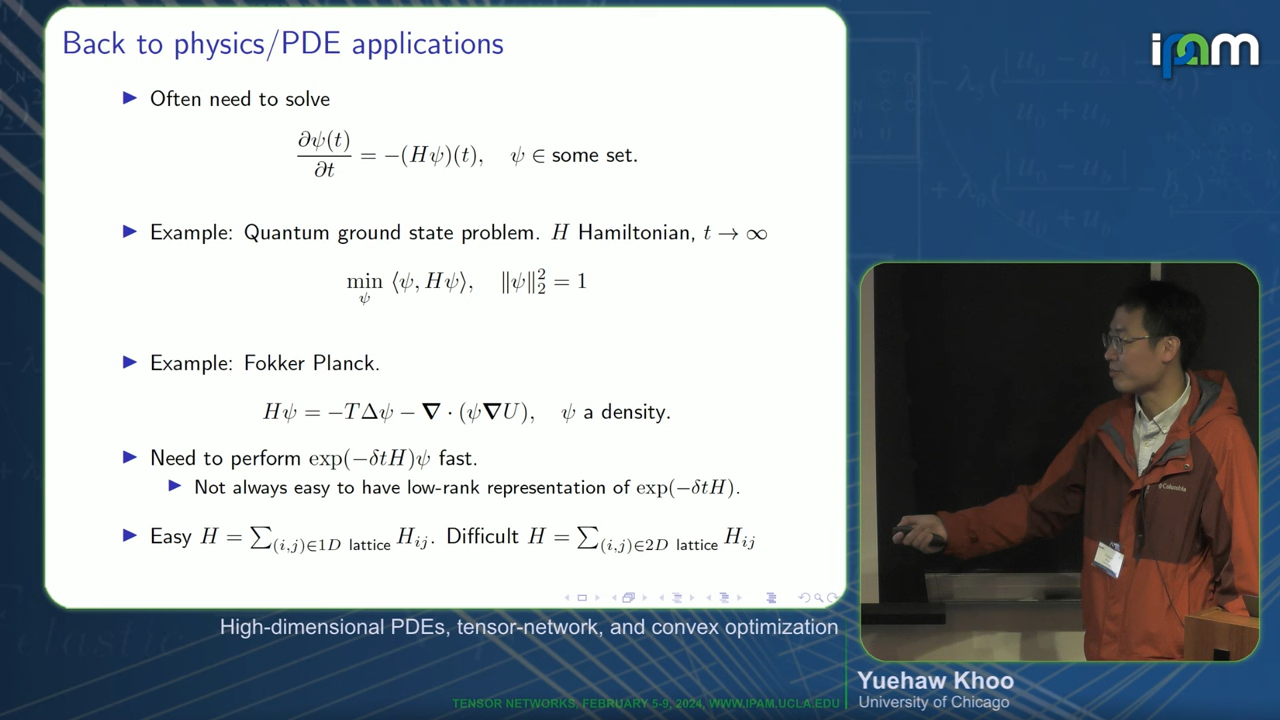 Back to physics/PDE applications
ipam
▶ Often need to solve
∂ψ(t)/∂t = −(Hψ)(t), ψ ∈ some set.
▶ Example: Quantum ground state problem. H Hamiltonian, t → ∞
min_ψ ⟨ψ, Hψ⟩, ‖ψ‖₂² = 1
▶ Example: Fokker Planck.
Hψ = −TΔψ − ∇ · (ψ∇U), ψ a density.
▶ Need to perform exp(−δtH)ψ fast.
▶ Not always easy to have low-rank representation of exp(−δtH).
▶ Easy H = ∑_(i,j)∈1D lattice H_ij. Difficult H = ∑_(i,j)∈2D lattice H_ij
Columbia
High-dimensional PDEs, tensor-network, and convex optimization
Yuehaw Khoo
University of Chicago
TENSOR NETWORKS, FEBRUARY 5-9, 2024, WWW.IPAM.UCLA.EDU